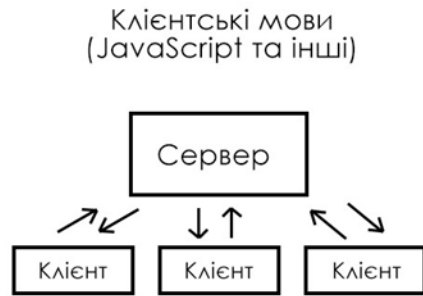 Клієнтські мови
(JavaScript та інші)
Сервер
Клієнт
Клієнт
Клієнт